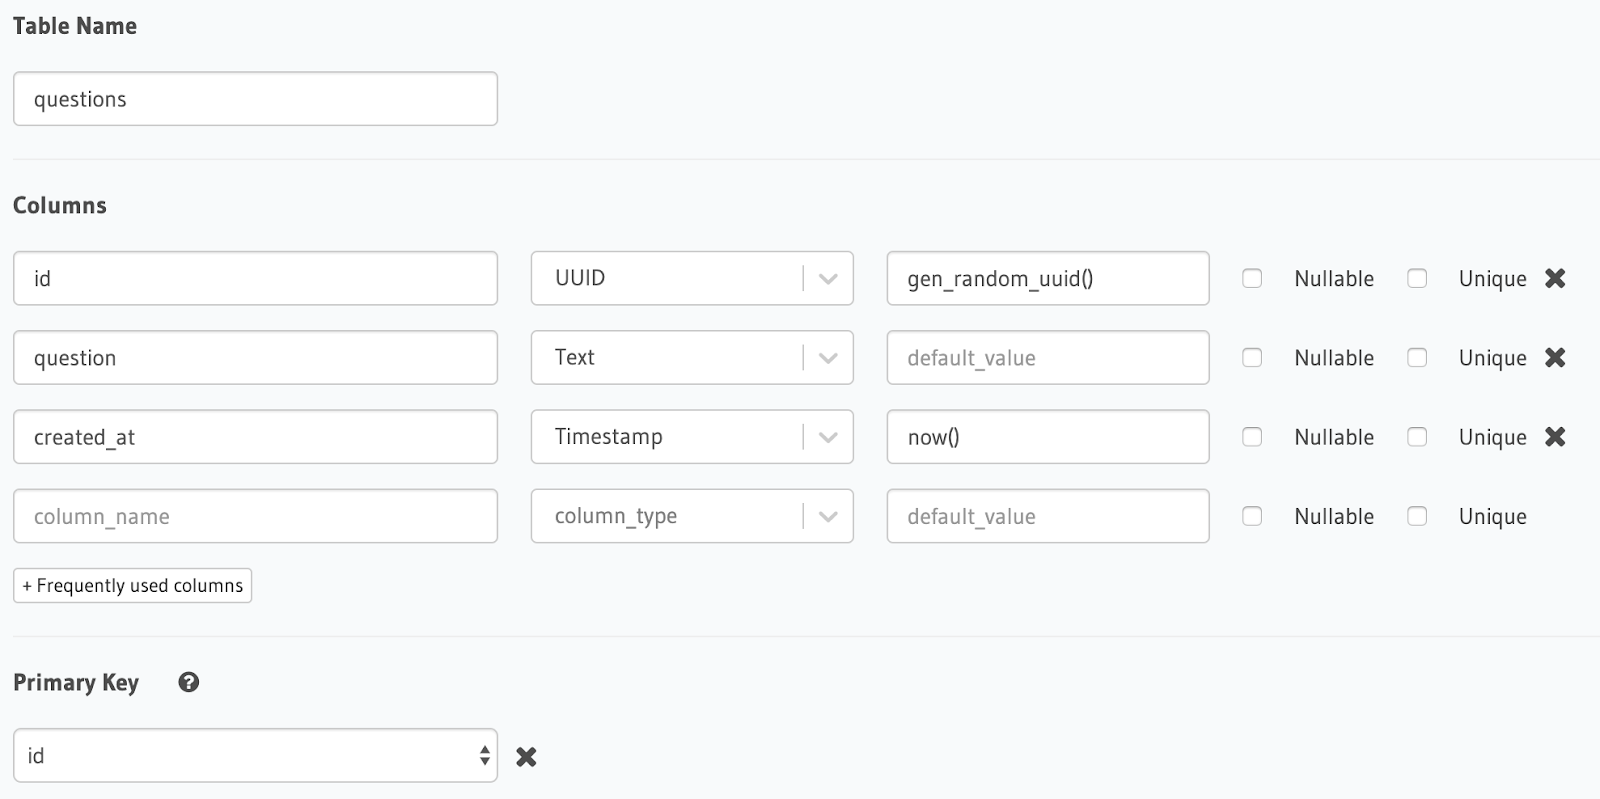 Table Name
questions
Columns
id UUID gen_random_uuid() Nullable Unique
question Text default_value Nullable Unique
created_at Timestamp now() Nullable Unique
column_name column_type default_value Nullable Unique
+ Frequently used columns
Primary Key ?
id